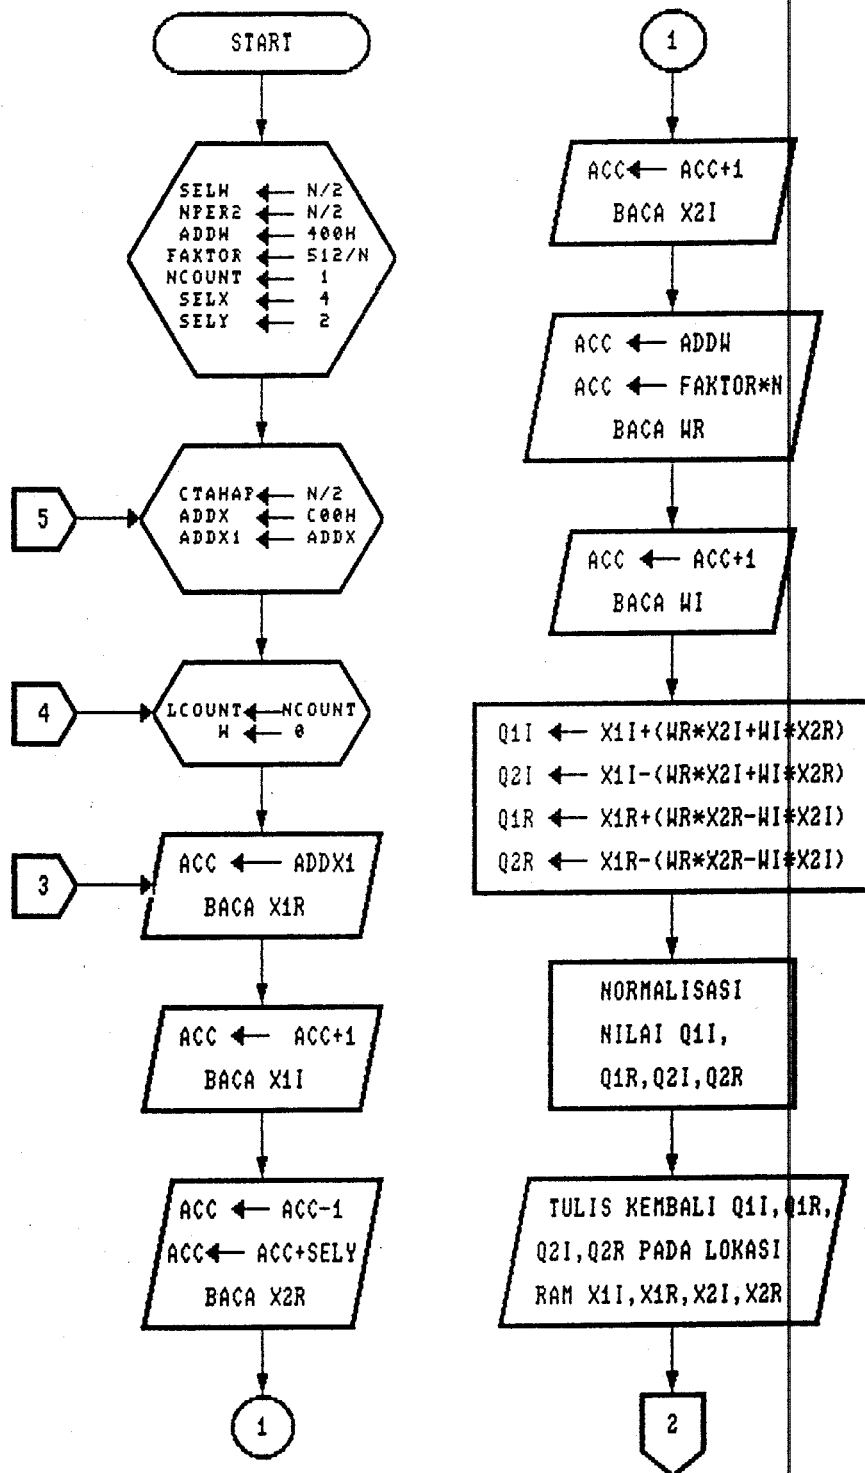 START
SELW ← N/2
NPER2 ← N/2
ADDW ← 400H
FAKTOR ← 512/N
NCOUNT ← 1
SELX ← 4
SELY ← 2
5
CTAHAP ← N/2
ADDX ← C00H
ADDX1 ← ADDX
4
LCOUNT ← NCOUNT
W ← 0
3
ACC ← ADDX1
BACA X1R
ACC ← ACC+1
BACA X1I
ACC ← ACC-1
ACC ← ACC+SELY
BACA X2R
1
1
ACC ← ACC+1
BACA X2I
ACC ← ADDW
ACC ← FAKTOR*N
BACA WR
ACC ← ACC+1
BACA WI
Q1I ← X1I+(WR*X2I+WI*X2R)
Q2I ← X1I-(WR*X2I+WI*X2R)
Q1R ← X1R+(WR*X2R-WI*X2I)
Q2R ← X1R-(WR*X2R-WI*X2I)
NORMALISASI
NILAI Q1I,
Q1R,Q2I,Q2R
TULIS KEMBALI Q1I,Q1R,
Q2I,Q2R PADA LOKASI
RAM X1I,X1R,X2I,X2R
2